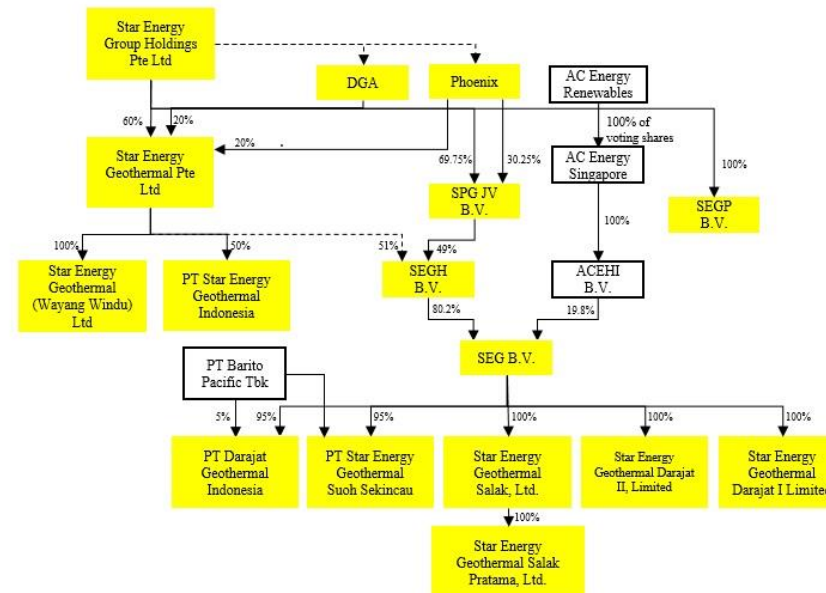 Star Energy
Group Holdings
Pte Ltd
DGA
Phoenix
AC Energy
Renewables
60%
20%
20%
100% of
voting shares
Star Energy
Geothermal Pte
Ltd
69.75%
30.25%
AC Energy
Singapore
100%
SPG JV
B.V.
SEGP
B.V.
100%
50%
51%
49%
100%
Star Energy
Geothermal
(Wayang Windu)
Ltd
PT Star Energy
Geothermal
Indonesia
SEGH
B.V.
ACEHI
B.V.
80.2%
19.8%
SEG B.V.
PT Barito
Pacific Tbk
5%
95%
95%
100%
100%
100%
PT Darajat
Geothermal
Indonesia
PT Star Energy
Geothermal
Suoh Sekincau
Star Energy
Geothermal
Salak, Ltd.
Star Energy
Geothermal Darajat
II, Limited
Star Energy
Geothermal
Darajat I Limited
100%
Star Energy
Geothermal Salak
Pratama, Ltd.